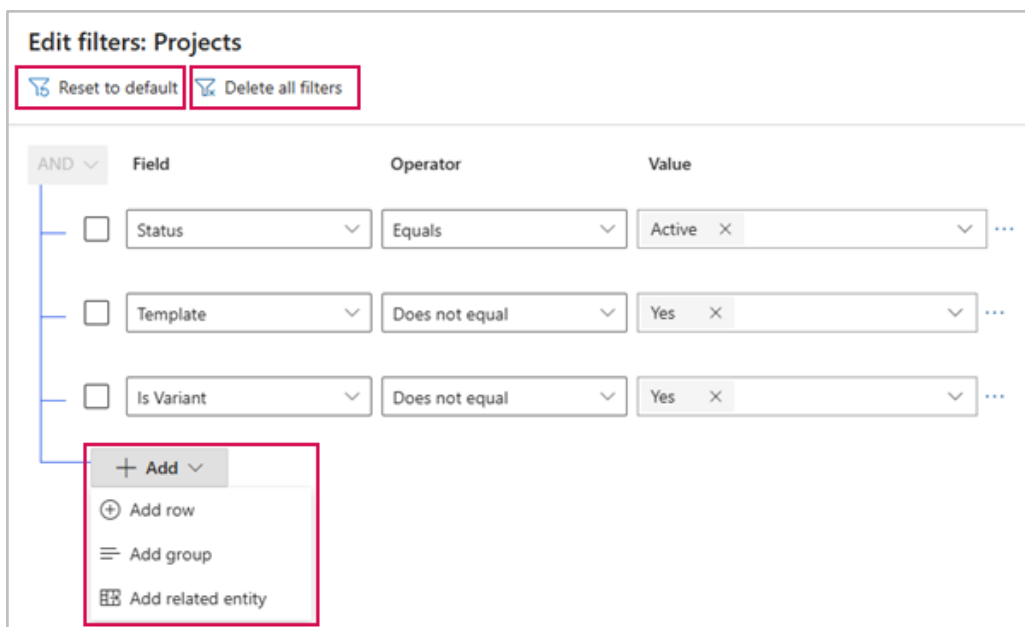 Edit filters: Projects
Reset to default Delete all filters
AND Field Operator Value
Status Equals Active
Template Does not equal Yes
Is Variant Does not equal Yes
Add
Add row
Add group
Add related entity